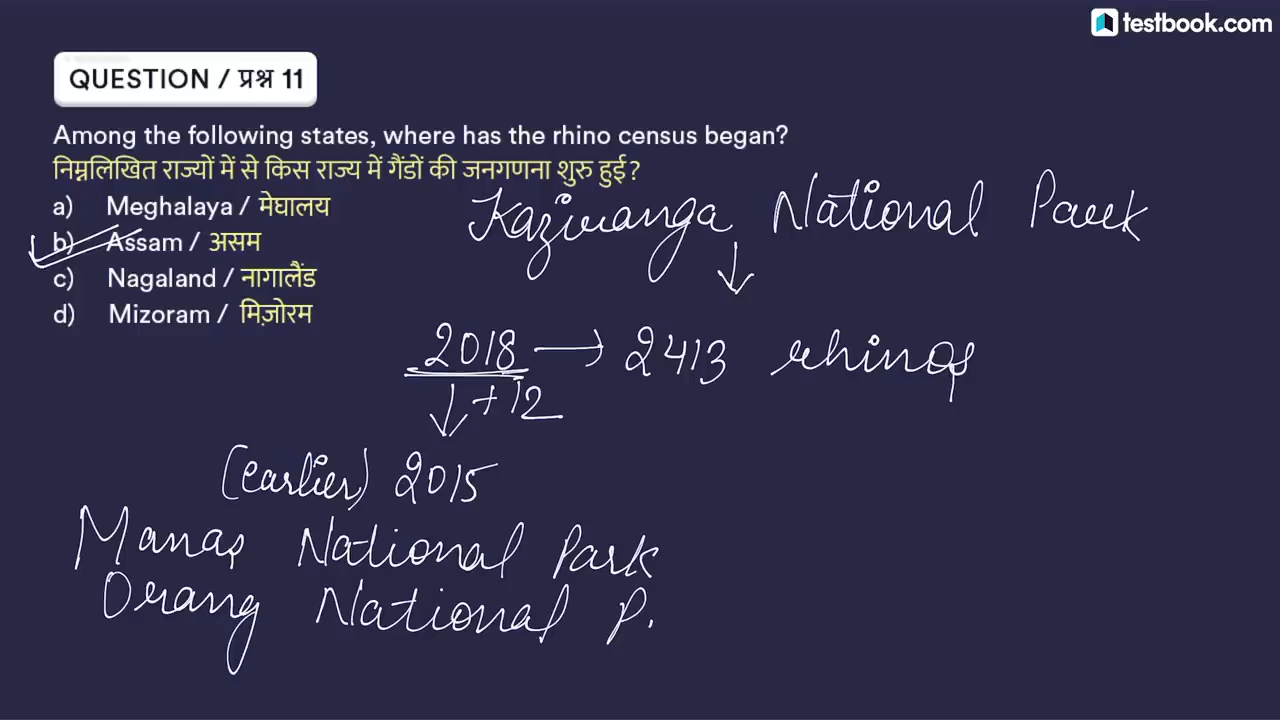 testbook.com
QUESTION / प्रश्न 11
Among the following states, where has the rhino census began?
निम्नलिखित राज्यों में से किस राज्य में गैंडों की जनगणना शुरु हुई?
a) Meghalaya / मेघालय
b) Assam / असम
c) Nagaland / नागालैंड
d) Mizoram / मिज़ोरम
Kaziranga National Park
2018 → 2413 rhinos
+12
(earlier) 2015
Manas National Park
Orang National P.